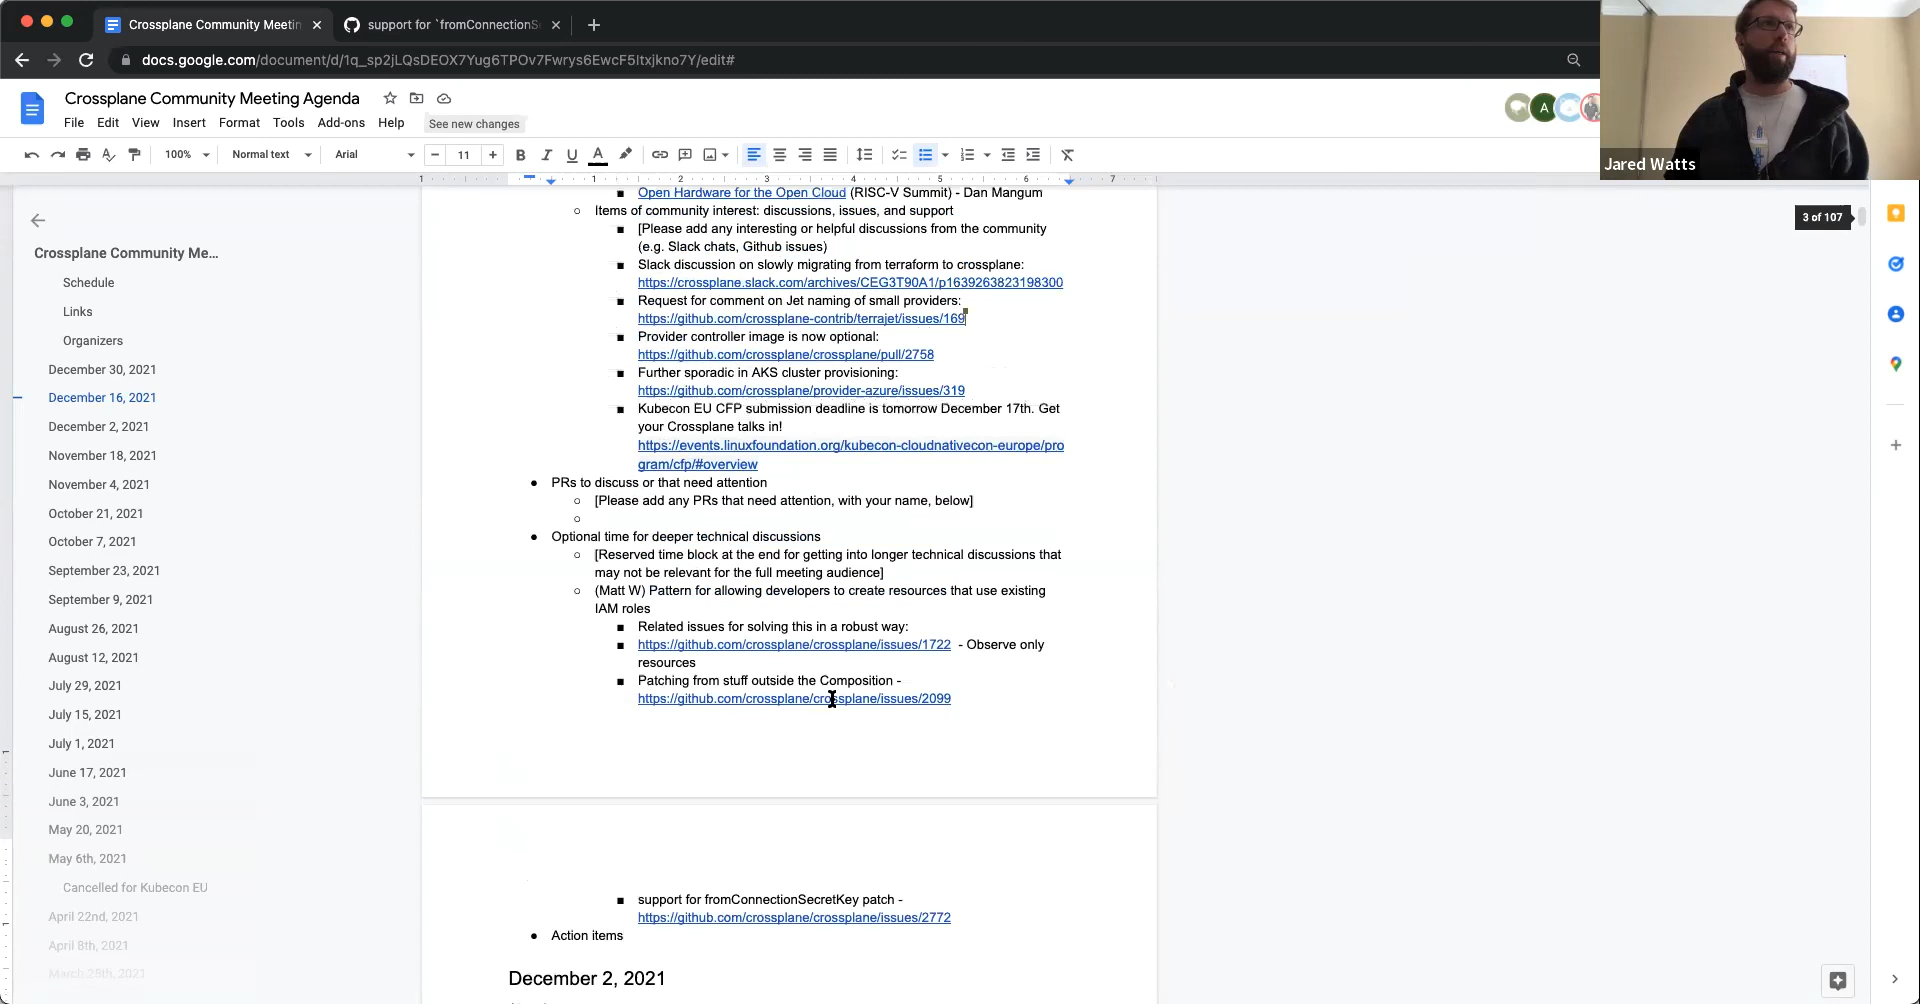 Crossplane Community Meetin
support for `fromConnectionS
docs.google.com/document/d/1q_sp2jLQsDEOX7Yug6TPOv7Fwrys6EwcF5Itxjkno7Y/edit#
Crossplane Community Meeting Agenda
File Edit View Insert Format Tools Add-ons Help See new changes
A
Jared Watts
100% Normal text Arial 11
1 1 2 3 4 5 6 7
3 of 107
Crossplane Community Me...
Schedule
Links
Organizers
December 30, 2021
December 16, 2021
December 2, 2021
November 18, 2021
November 4, 2021
October 21, 2021
October 7, 2021
September 23, 2021
September 9, 2021
August 26, 2021
August 12, 2021
July 29, 2021
July 15, 2021
July 1, 2021
June 17, 2021
June 3, 2021
May 20, 2021
May 6th, 2021
Cancelled for Kubecon EU
April 22nd, 2021
April 8th, 2021
March 25th, 2021
Open Hardware for the Open Cloud (RISC-V Summit) - Dan Mangum
Items of community interest: discussions, issues, and support
[Please add any interesting or helpful discussions from the community
(e.g. Slack chats, Github issues)
Slack discussion on slowly migrating from terraform to crossplane:
https://crossplane.slack.com/archives/CEG3T90A1/p1639263823198300
Request for comment on Jet naming of small providers:
https://github.com/crossplane-contrib/terrajet/issues/169
Provider controller image is now optional:
https://github.com/crossplane/crossplane/pull/2758
Further sporadic in AKS cluster provisioning:
https://github.com/crossplane/provider-azure/issues/319
Kubecon EU CFP submission deadline is tomorrow December 17th. Get
your Crossplane talks in!
https://events.linuxfoundation.org/kubecon-cloudnativecon-europe/pro
gram/cfp/#overview
PRs to discuss or that need attention
[Please add any PRs that need attention, with your name, below]
Optional time for deeper technical discussions
[Reserved time block at the end for getting into longer technical discussions that
may not be relevant for the full meeting audience]
(Matt W) Pattern for allowing developers to create resources that use existing
IAM roles
Related issues for solving this in a robust way:
https://github.com/crossplane/crossplane/issues/1722 - Observe only
resources
Patching from stuff outside the Composition -
https://github.com/crossplane/crossplane/issues/2099
support for fromConnectionSecretKey patch -
https://github.com/crossplane/crossplane/issues/2772
Action items
December 2, 2021